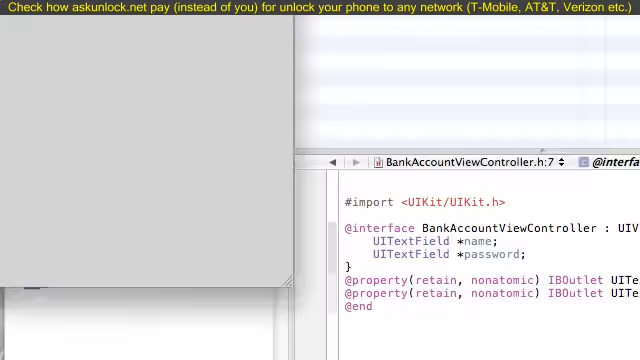 Check how askunlock.net pay (instead of you) for unlock your phone to any network (T-Mobile, AT&T, Verizon etc.)
BankAccountViewController.h:7
#import <UIKit/UIKit.h>
@interface BankAccountViewController : UIV
UITextField *name;
UITextField *password;
}
@property(retain, nonatomic) IBOutlet UITe
@property(retain, nonatomic) IBOutlet UITe
@end